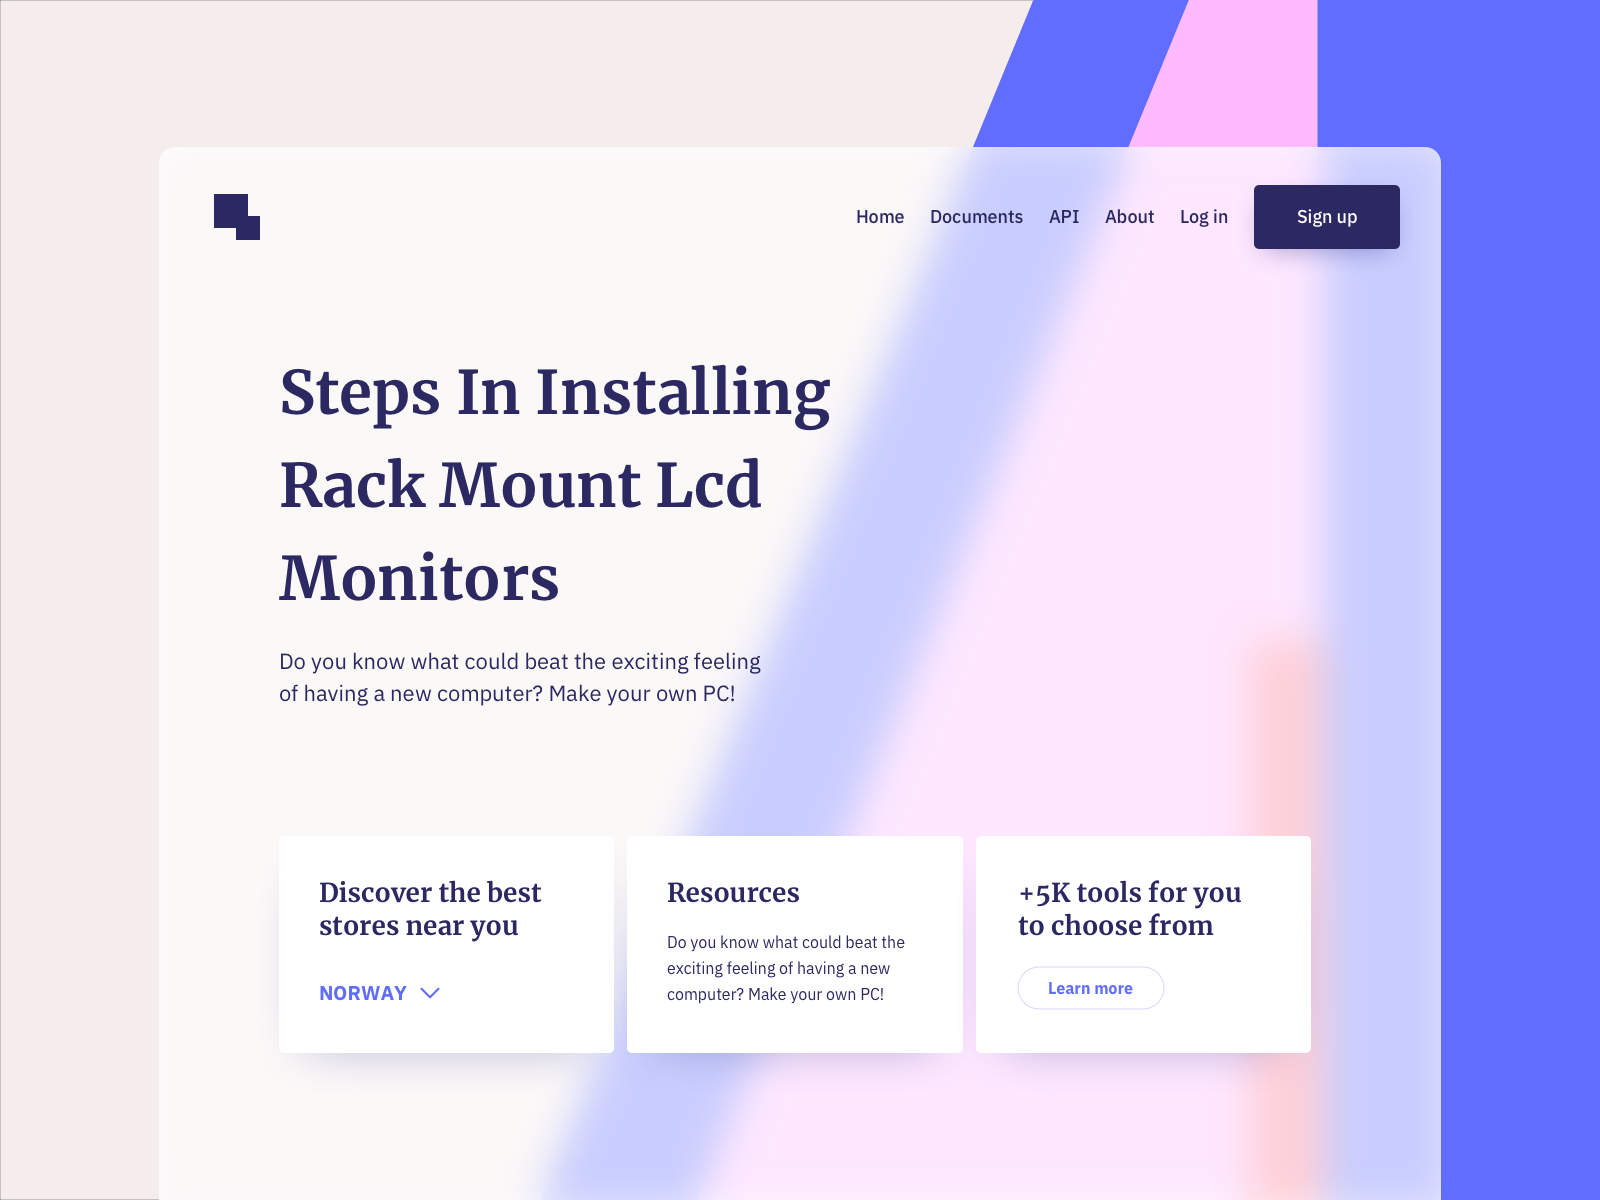 Home Documents API About Log in Sign up
Steps In Installing
Rack Mount Lcd
Monitors
Do you know what could beat the exciting feeling
of having a new computer? Make your own PC!
Discover the best
stores near you
NORWAY
Resources
Do you know what could beat the
exciting feeling of having a new
computer? Make your own PC!
+5K tools for you
to choose from
Learn more